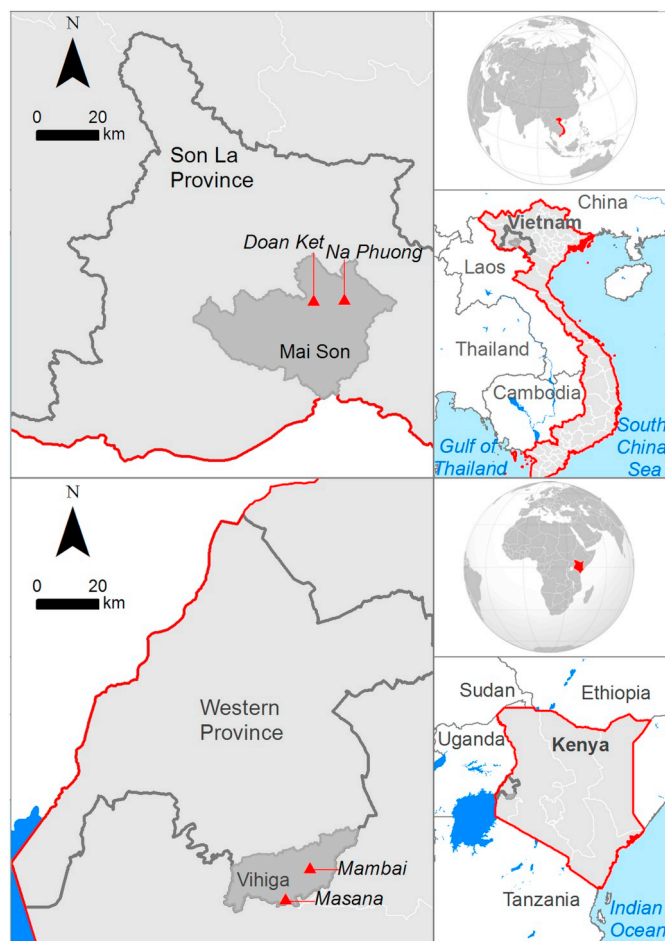 N
0 20
km
Son La
Province
Doan Ket
Na Phuong
Mai Son
China
Vietnam
Laos
Thailand
Cambodia
Gulf of
Thailand
South
China
Sea
N
0 20
km
Western
Province
Vihiga
Mambai
Masana
Sudan
Ethiopia
Uganda
Kenya
Tanzania
Indian
Ocean